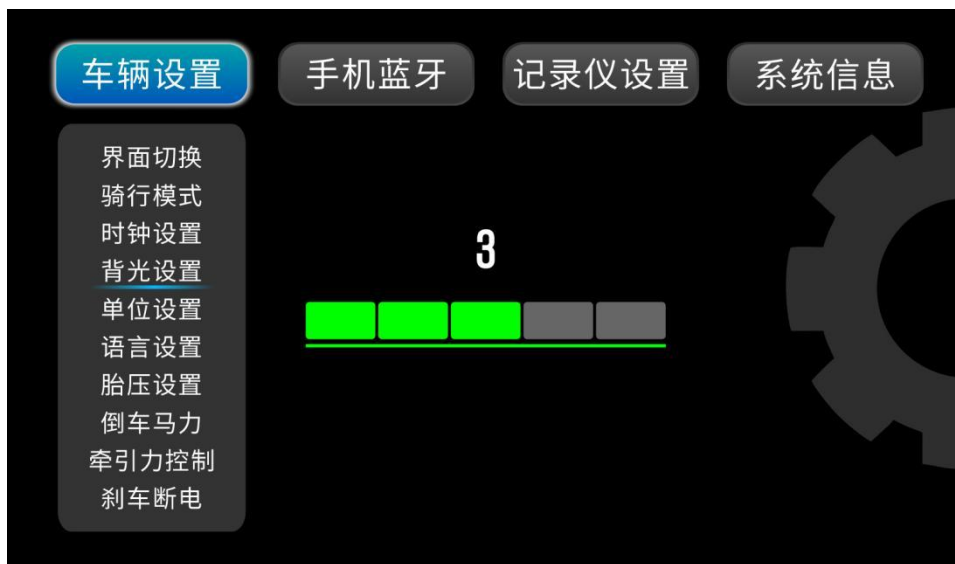 车辆设置
手机蓝牙
记录仪设置
系统信息
界面切换
骑行模式
时钟设置
背光设置
单位设置
语言设置
胎压设置
倒车马力
牵引力控制
刹车断电
3